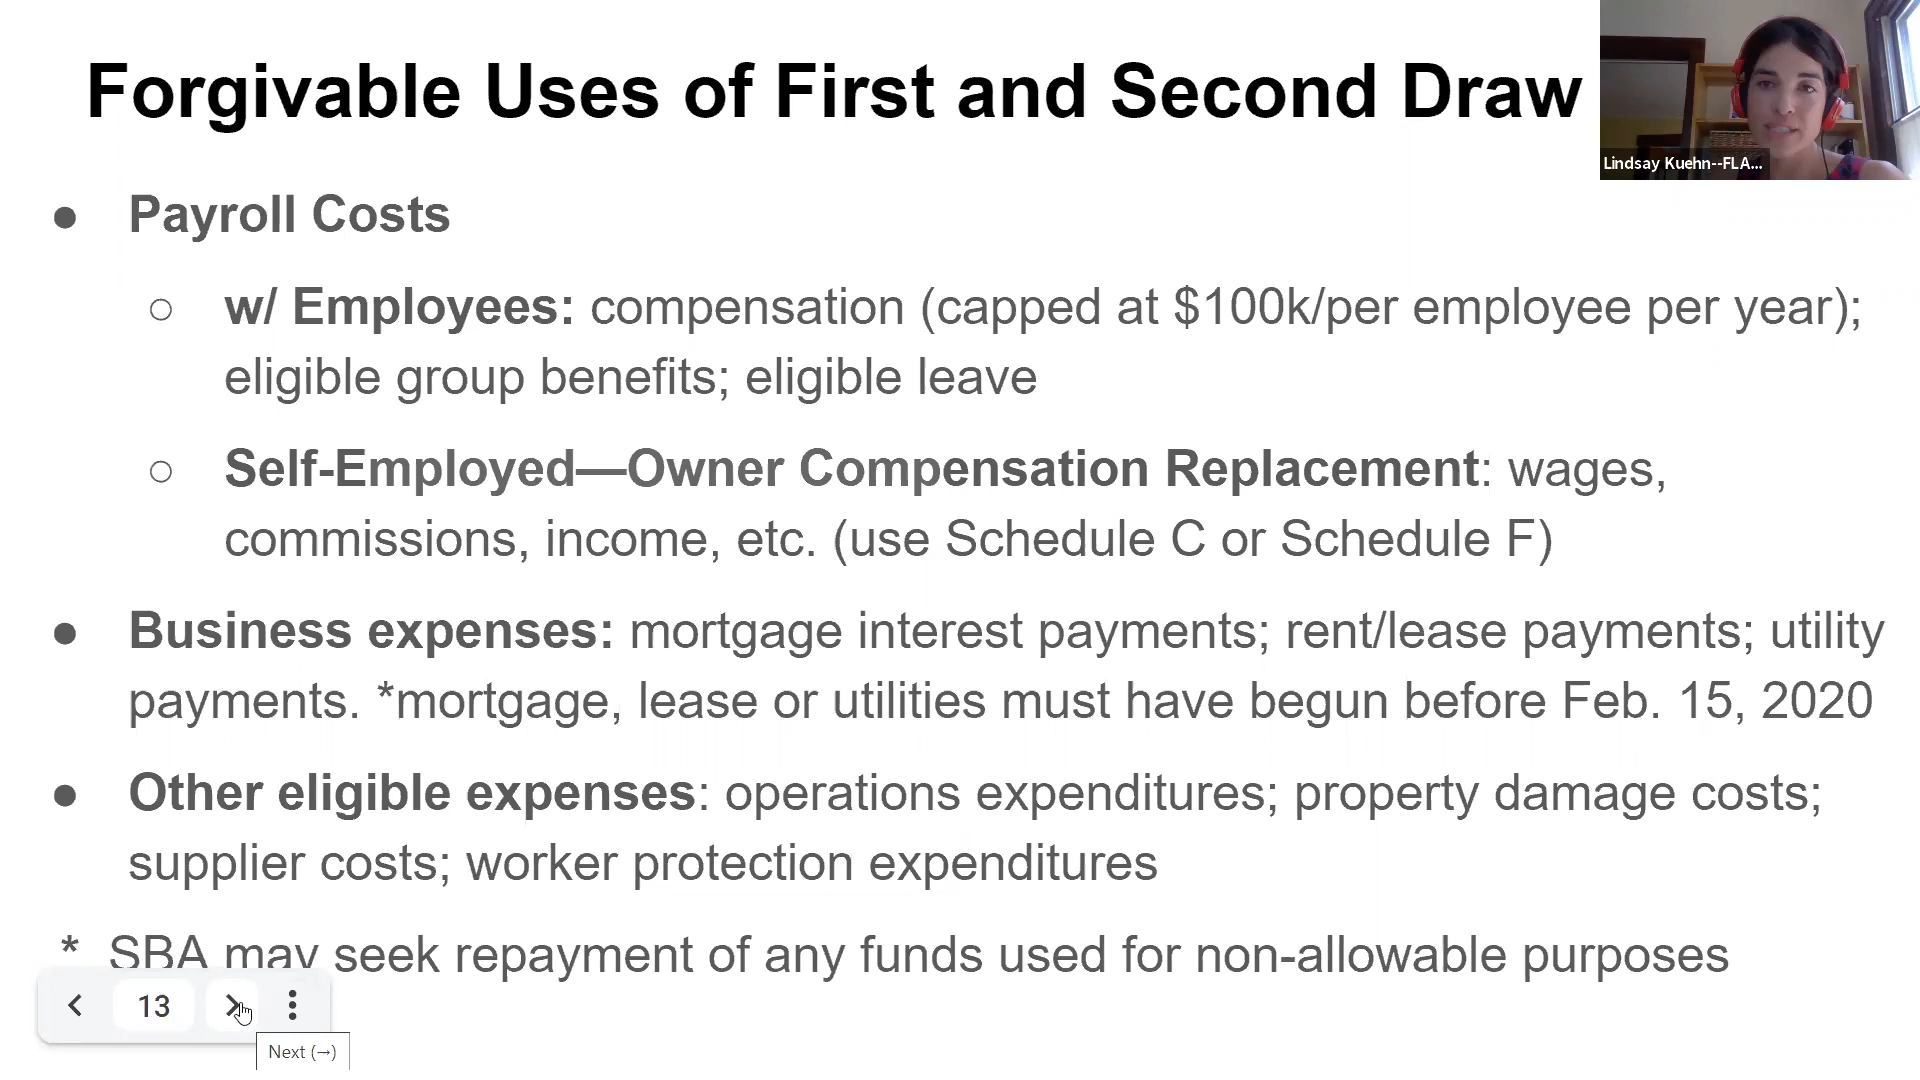 Forgivable Uses of First and Second Draw
Lindsay Kuehn--FLA...
● Payroll Costs
○ w/ Employees: compensation (capped at $100k/per employee per year);
eligible group benefits; eligible leave
○ Self-Employed—Owner Compensation Replacement: wages,
commissions, income, etc. (use Schedule C or Schedule F)
● Business expenses: mortgage interest payments; rent/lease payments; utility
payments. *mortgage, lease or utilities must have begun before Feb. 15, 2020
● Other eligible expenses: operations expenditures; property damage costs;
supplier costs; worker protection expenditures
* SBA may seek repayment of any funds used for non-allowable purposes
13
Next (→)